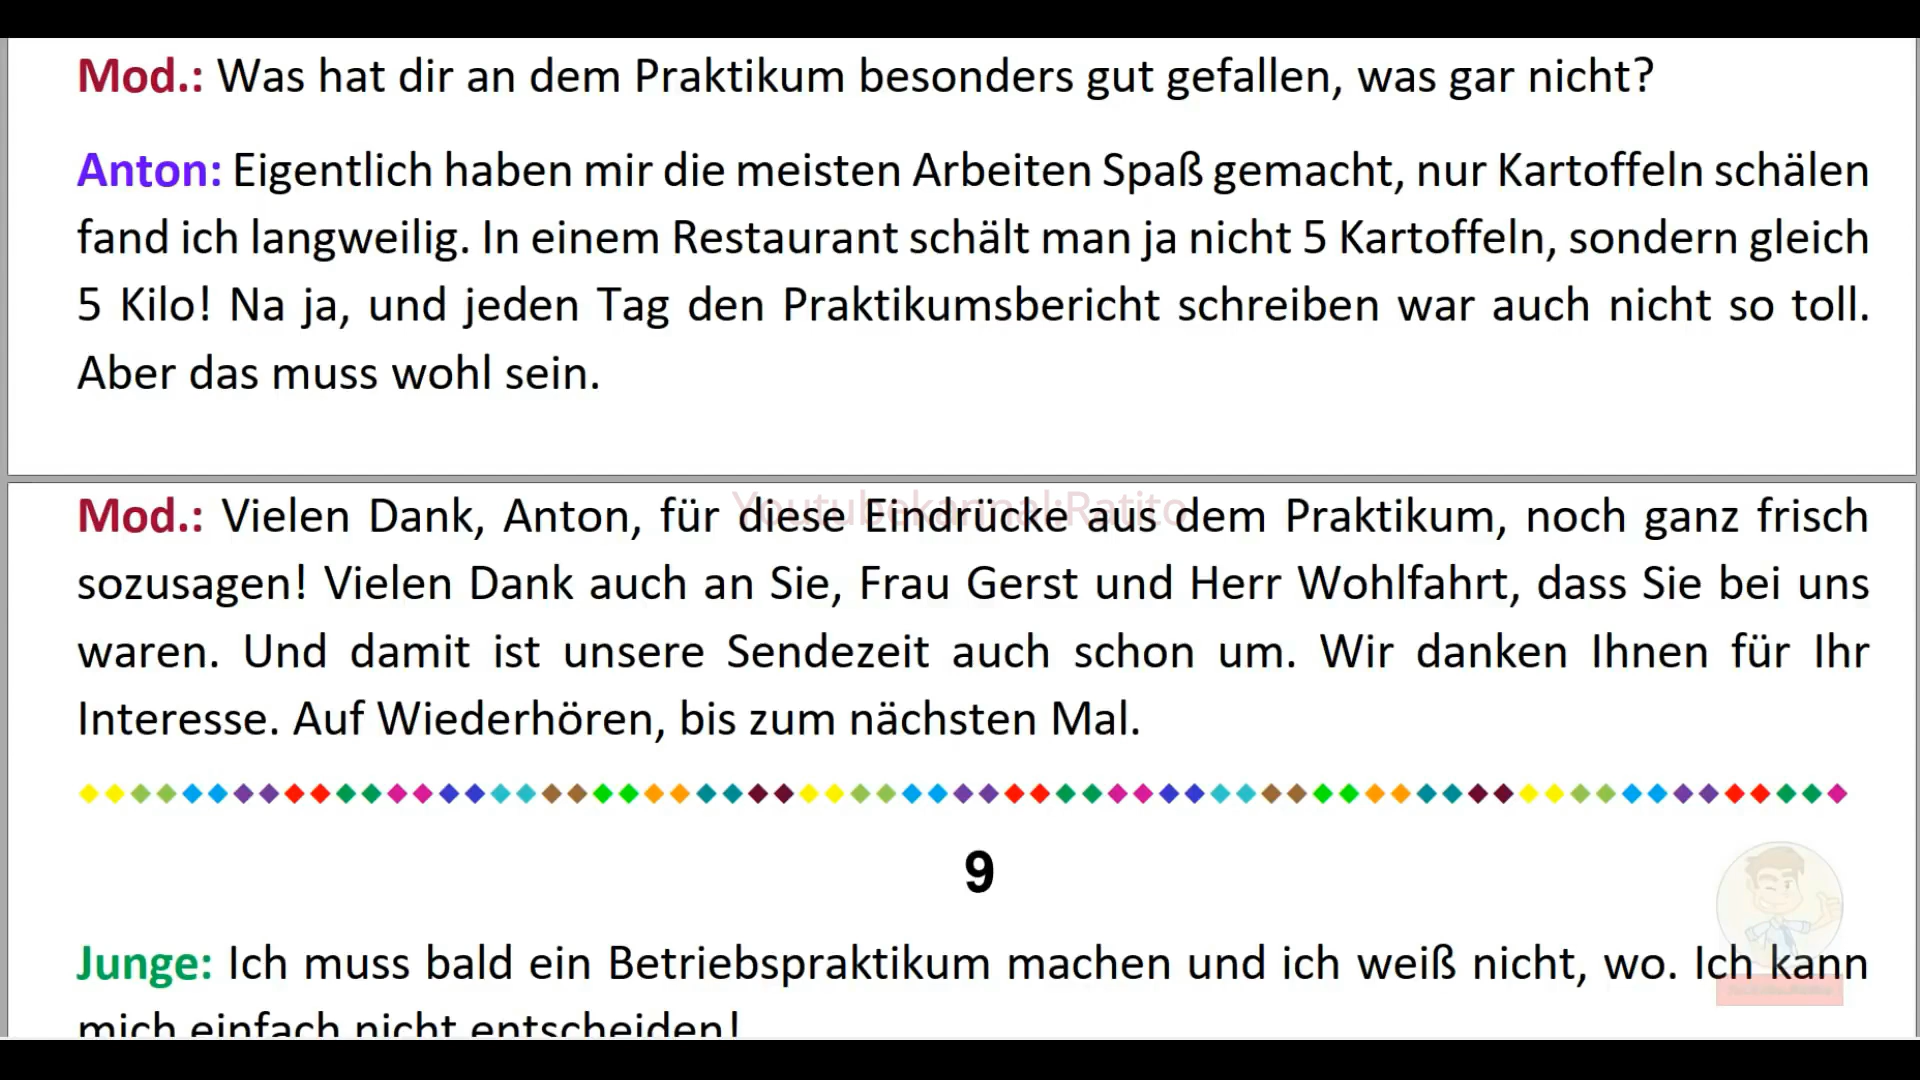 Mod.: Was hat dir an dem Praktikum besonders gut gefallen, was gar nicht?
Anton: Eigentlich haben mir die meisten Arbeiten Spaß gemacht, nur Kartoffeln schälen
fand ich langweilig. In einem Restaurant schält man ja nicht 5 Kartoffeln, sondern gleich
5 Kilo! Na ja, und jeden Tag den Praktikumsbericht schreiben war auch nicht so toll.
Aber das muss wohl sein.
Youtubekannal:Ratito
Mod.: Vielen Dank, Anton, für diese Eindrücke aus dem Praktikum, noch ganz frisch
sozusagen! Vielen Dank auch an Sie, Frau Gerst und Herr Wohlfahrt, dass Sie bei uns
waren. Und damit ist unsere Sendezeit auch schon um. Wir danken Ihnen für Ihr
Interesse. Auf Wiederhören, bis zum nächsten Mal.
9
Junge: Ich muss bald ein Betriebspraktikum machen und ich weiß nicht, wo. Ich kann
mich einfach nicht entscheiden!